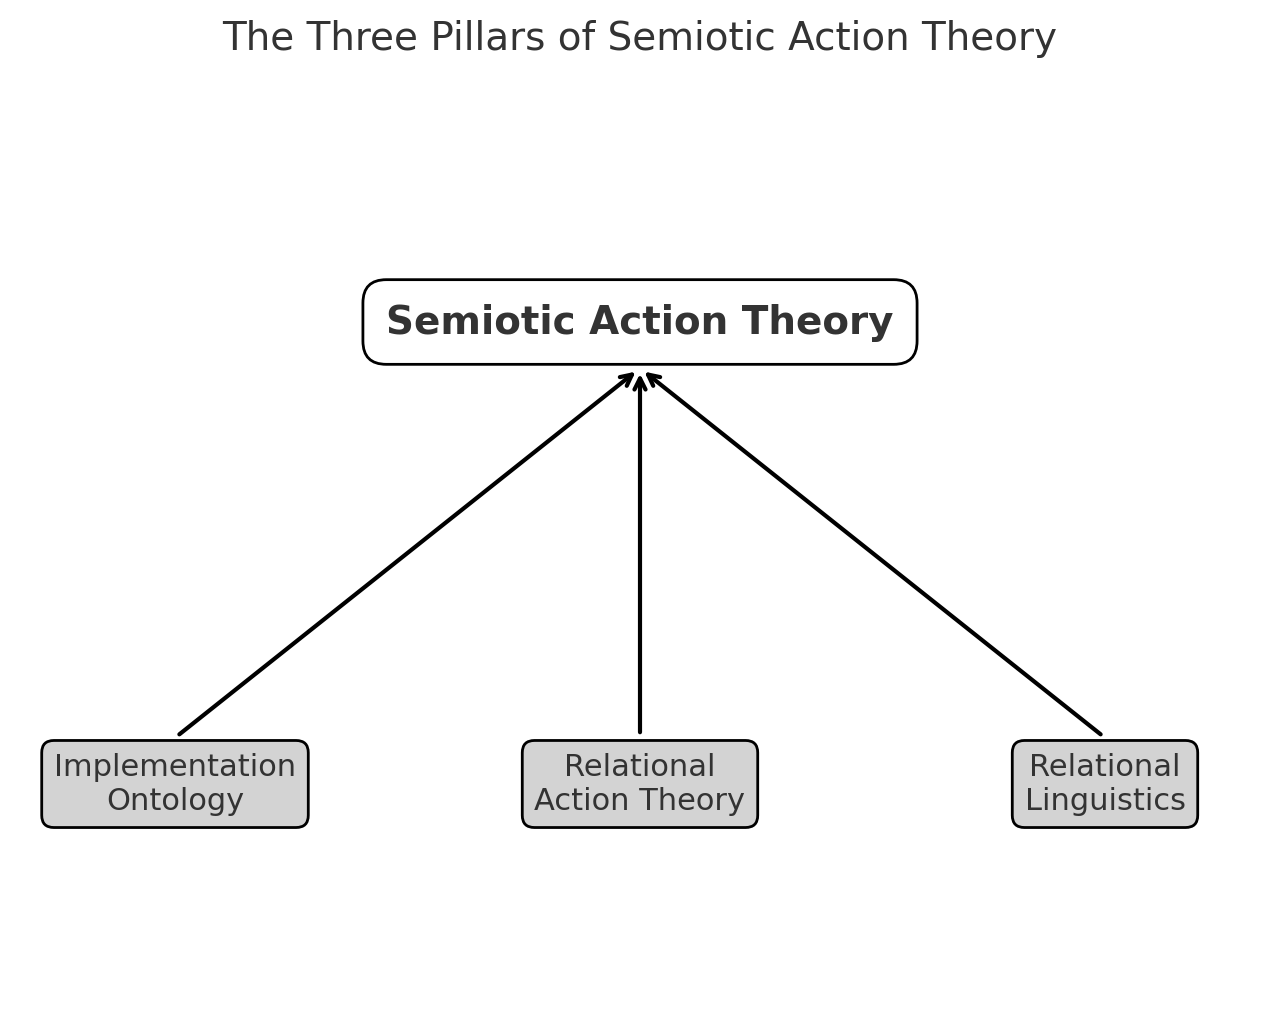 The Three Pillars of Semiotic Action Theory
Semiotic Action Theory
Implementation
Ontology
Relational
Action Theory
Relational
Linguistics